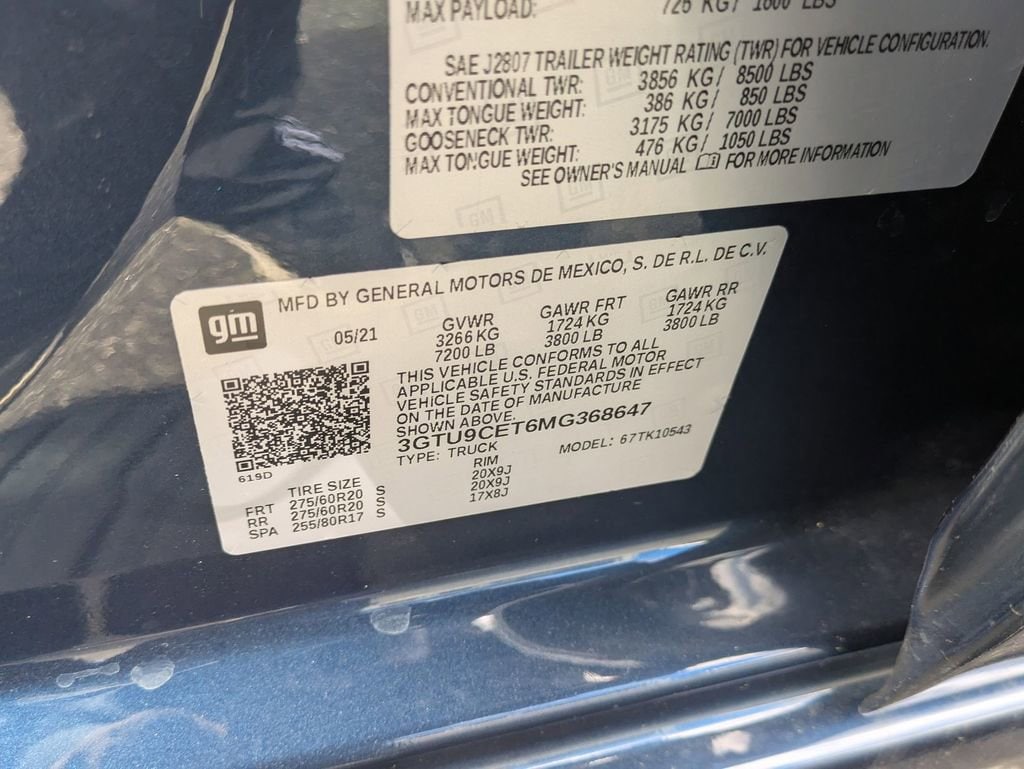 MAX PAYLOAD: 726 KG/ 1600 LBS
SAE J2807 TRAILER WEIGHT RATING (TWR) FOR VEHICLE CONFIGURATION.
CONVENTIONAL TWR: 3856 KG/ 8500 LBS
MAX TONGUE WEIGHT: 386 KG/ 850 LBS
GOOSENECK TWR: 3175 KG/ 7000 LBS
MAX TONGUE WEIGHT: 476 KG/ 1050 LBS
SEE OWNER'S MANUAL FOR MORE INFORMATION
GM
MFD BY GENERAL MOTORS DE MEXICO, S. DE R.L. DE C.V.
gm
05/21 GVWR GAWR FRT GAWR RR
3266 KG 1724 KG 1724 KG
7200 LB 3800 LB 3800 LB
THIS VEHICLE CONFORMS TO ALL
APPLICABLE U.S. FEDERAL MOTOR
VEHICLE SAFETY STANDARDS IN EFFECT
ON THE DATE OF MANUFACTURE
SHOWN ABOVE.
3GTU9CET6MG368647
TYPE: TRUCK MODEL: 67TK10543
619D
TIRE SIZE RIM
FRT 275/60R20 S 20X9J
RR 275/60R20 S 20X9J
SPA 255/80R17 S 17X8J